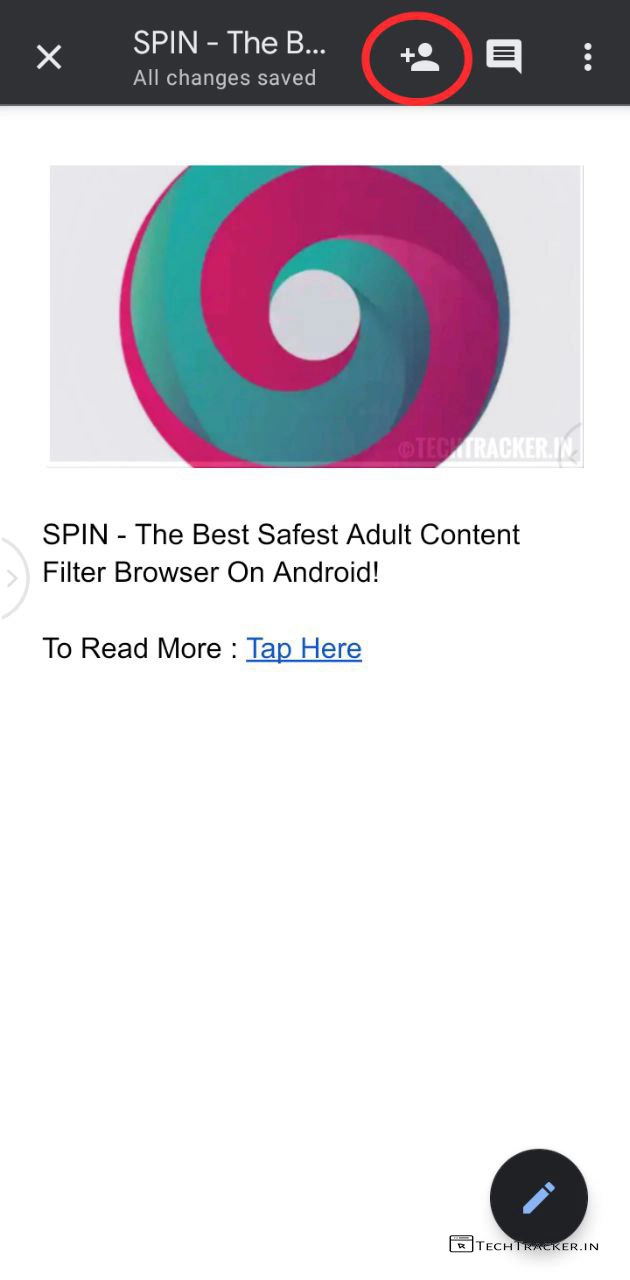 SPIN - The B...
All changes saved
©TECHTRACKER.IN
SPIN - The Best Safest Adult Content
Filter Browser On Android!
To Read More : Tap Here
TECHTRACKER.IN